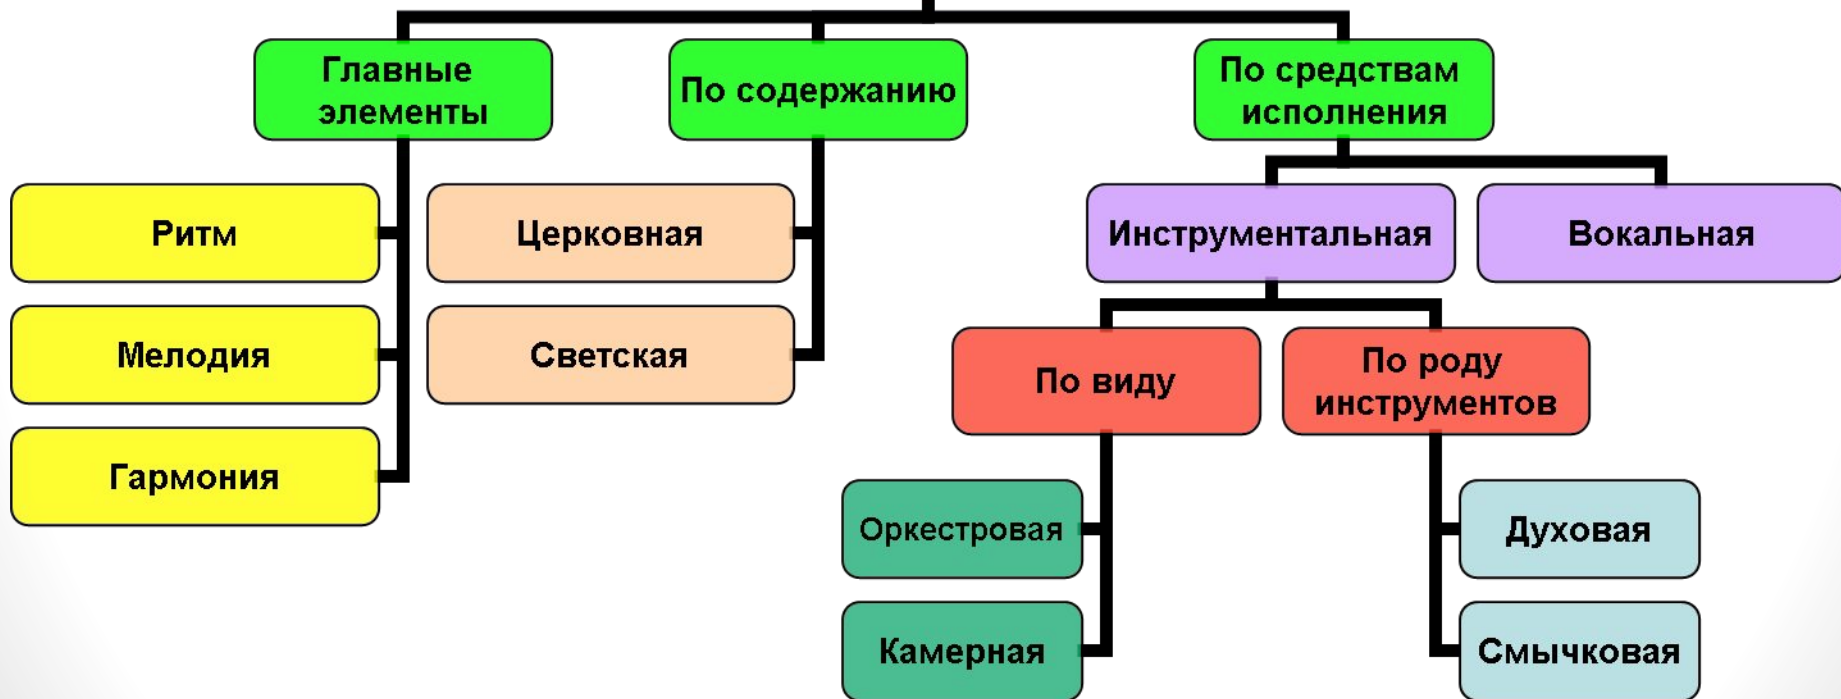 Главные
элементы
По содержанию
По средствам
исполнения
Ритм
Церковная
Инструментальная
Вокальная
Мелодия
Светская
По виду
По роду
инструментов
Гармония
Оркестровая
Духовая
Камерная
Смычковая